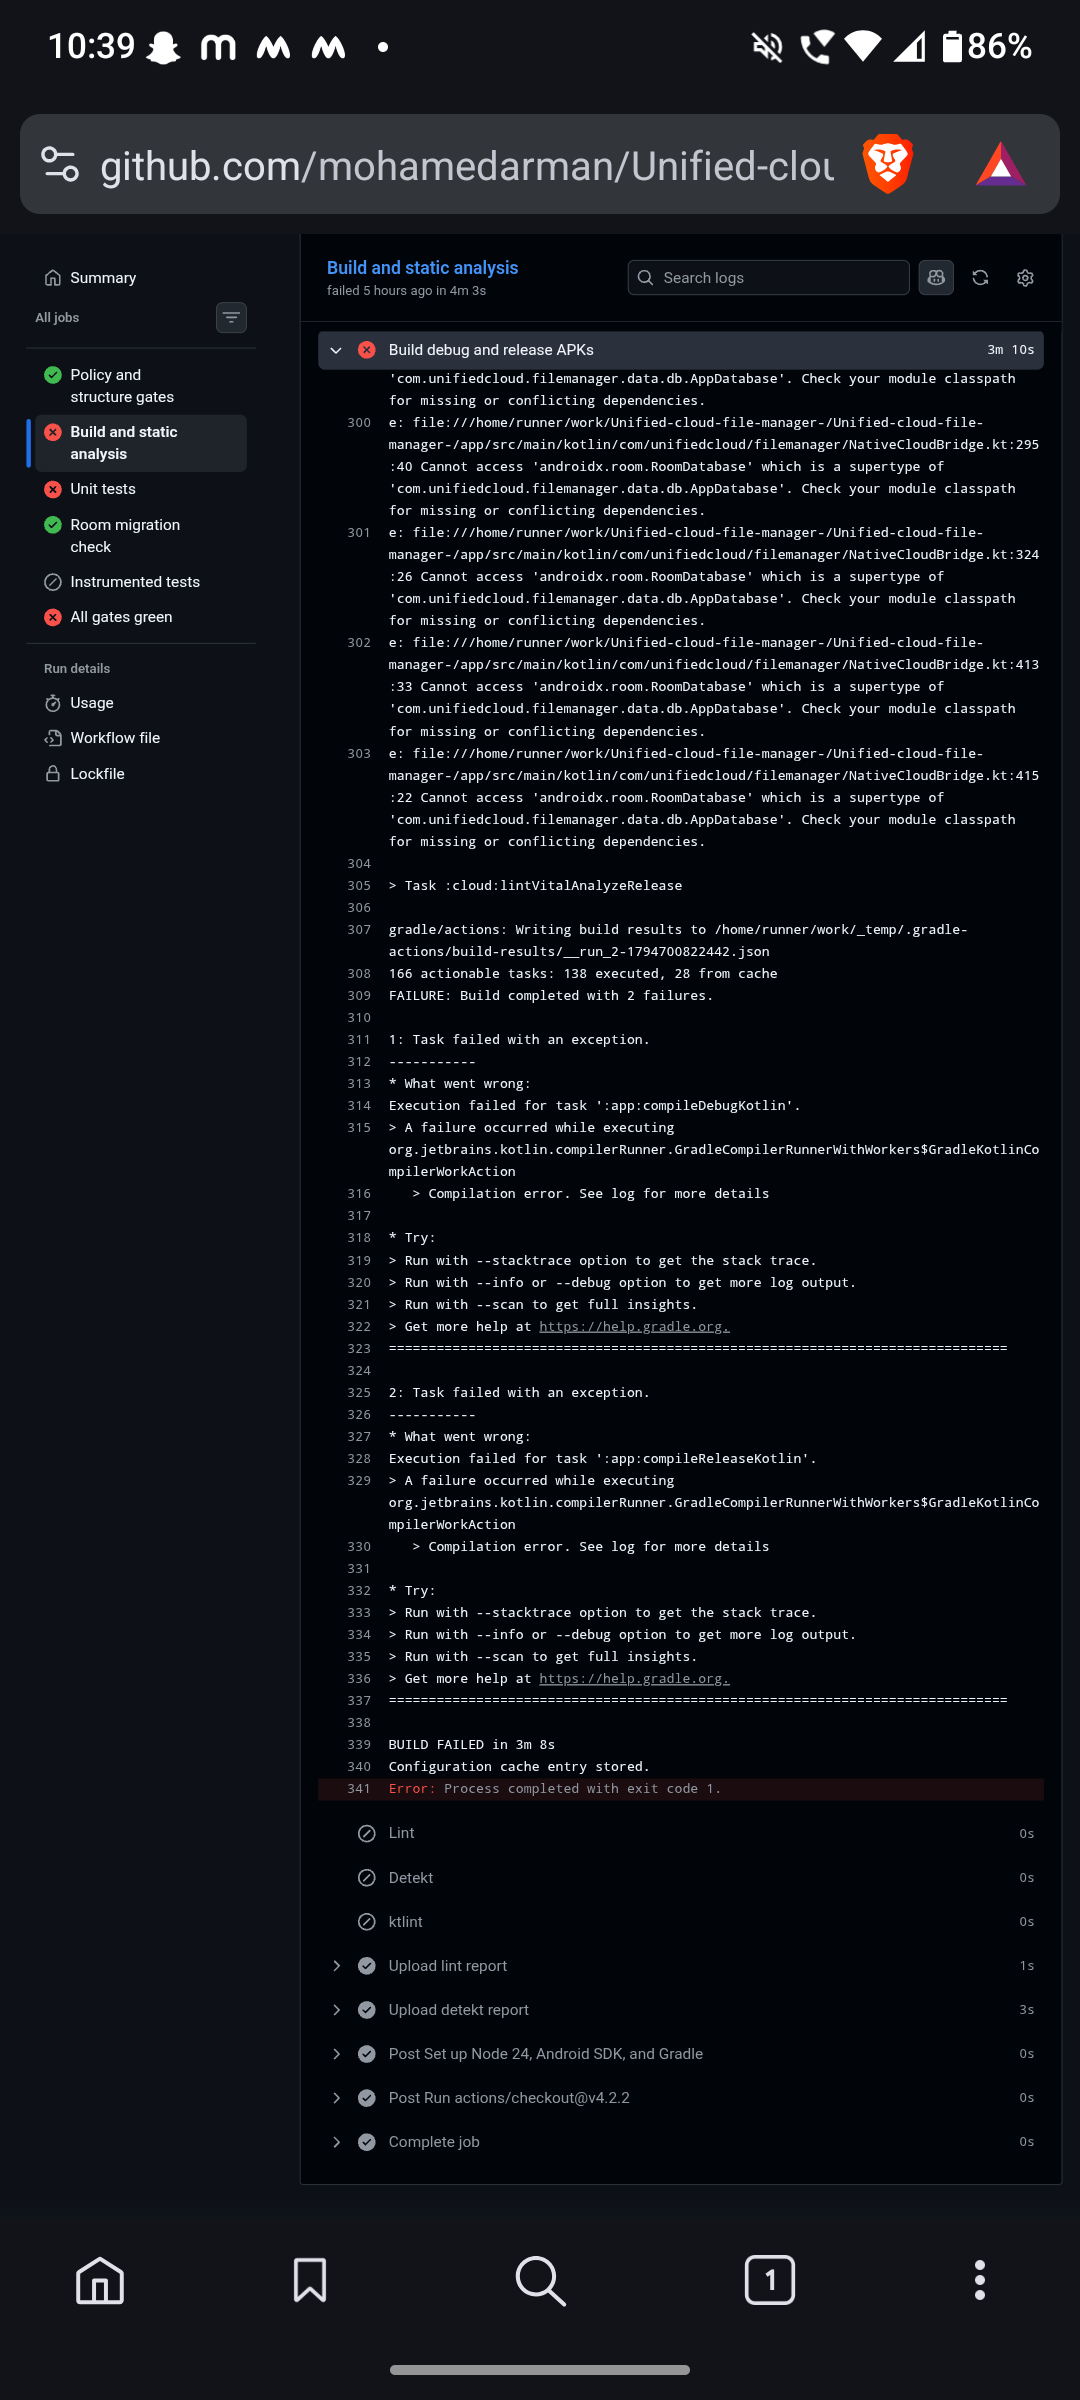 10:39
86%
github.com/mohamedarman/Unified-clou
Summary
All jobs
Policy and
structure gates
Build and static
analysis
Unit tests
Room migration
check
Instrumented tests
All gates green
Run details
Usage
Workflow file
Lockfile
Build and static analysis
failed 5 hours ago in 4m 3s
Search logs
Build debug and release APKs 3m 10s
'com.unifiedcloud.filemanager.data.db.AppDatabase'. Check your module classpath
for missing or conflicting dependencies.
300 e: file:///home/runner/work/Unified-cloud-file-manager-/Unified-cloud-file-
manager-/app/src/main/kotlin/com/unifiedcloud/filemanager/NativeCloudBridge.kt:295
:40 Cannot access 'androidx.room.RoomDatabase' which is a supertype of
'com.unifiedcloud.filemanager.data.db.AppDatabase'. Check your module classpath
for missing or conflicting dependencies.
301 e: file:///home/runner/work/Unified-cloud-file-manager-/Unified-cloud-file-
manager-/app/src/main/kotlin/com/unifiedcloud/filemanager/NativeCloudBridge.kt:324
:26 Cannot access 'androidx.room.RoomDatabase' which is a supertype of
'com.unifiedcloud.filemanager.data.db.AppDatabase'. Check your module classpath
for missing or conflicting dependencies.
302 e: file:///home/runner/work/Unified-cloud-file-manager-/Unified-cloud-file-
manager-/app/src/main/kotlin/com/unifiedcloud/filemanager/NativeCloudBridge.kt:413
:33 Cannot access 'androidx.room.RoomDatabase' which is a supertype of
'com.unifiedcloud.filemanager.data.db.AppDatabase'. Check your module classpath
for missing or conflicting dependencies.
303 e: file:///home/runner/work/Unified-cloud-file-manager-/Unified-cloud-file-
manager-/app/src/main/kotlin/com/unifiedcloud/filemanager/NativeCloudBridge.kt:415
:22 Cannot access 'androidx.room.RoomDatabase' which is a supertype of
'com.unifiedcloud.filemanager.data.db.AppDatabase'. Check your module classpath
for missing or conflicting dependencies.
304
305 > Task :cloud:lintVitalAnalyzeRelease
306
307 gradle/actions: Writing build results to /home/runner/work/_temp/.gradle-
actions/build-results/__run_2-1794700822442.json
308 166 actionable tasks: 138 executed, 28 from cache
309 FAILURE: Build completed with 2 failures.
310
311 1: Task failed with an exception.
312 -----------
313 * What went wrong:
314 Execution failed for task ':app:compileDebugKotlin'.
315 > A failure occurred while executing
org.jetbrains.kotlin.compilerRunner.GradleCompilerRunnerWithWorkers$GradleKotlinCo
mpilerWorkAction
316 > Compilation error. See log for more details
317
318 * Try:
319 > Run with --stacktrace option to get the stack trace.
320 > Run with --info or --debug option to get more log output.
321 > Run with --scan to get full insights.
322 > Get more help at https://help.gradle.org.
323 ==============================================================================
324
325 2: Task failed with an exception.
326 -----------
327 * What went wrong:
328 Execution failed for task ':app:compileReleaseKotlin'.
329 > A failure occurred while executing
org.jetbrains.kotlin.compilerRunner.GradleCompilerRunnerWithWorkers$GradleKotlinCo
mpilerWorkAction
330 > Compilation error. See log for more details
331
332 * Try:
333 > Run with --stacktrace option to get the stack trace.
334 > Run with --info or --debug option to get more log output.
335 > Run with --scan to get full insights.
336 > Get more help at https://help.gradle.org.
337 ==============================================================================
338
339 BUILD FAILED in 3m 8s
340 Configuration cache entry stored.
341 Error: Process completed with exit code 1.
Lint 0s
Detekt 0s
ktlint 0s
Upload lint report 1s
Upload detekt report 3s
Post Set up Node 24, Android SDK, and Gradle 0s
Post Run actions/checkout@v4.2.2 0s
Complete job 0s
1